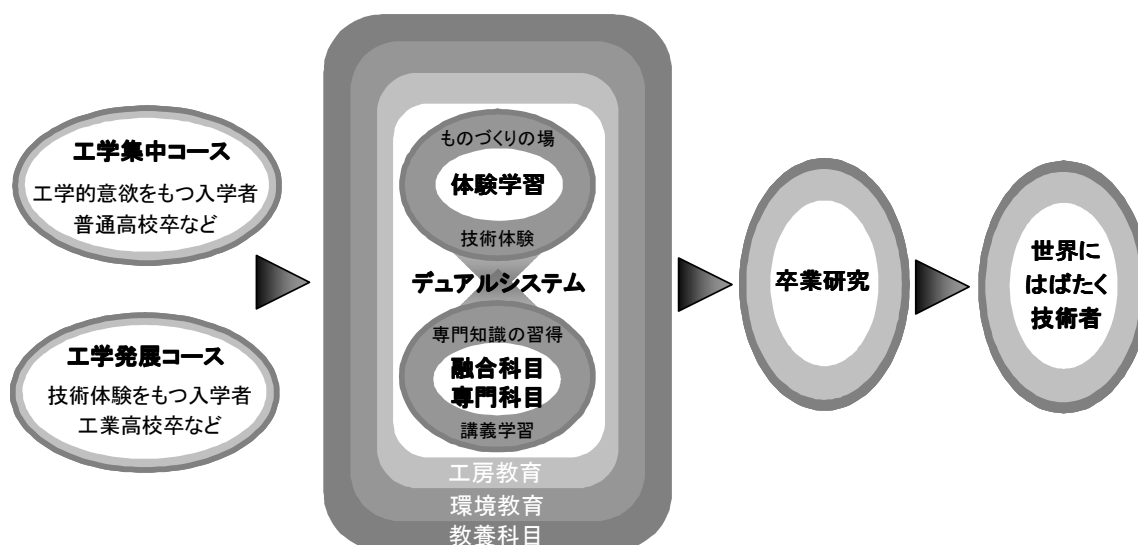 工学集中コース
工学的意欲をもつ入学者
普通高校卒など
工学発展コース
技術体験をもつ入学者
工業高校卒など
ものづくりの場
体験学習
技術体験
デュアルシステム
専門知識の習得
融合科目
専門科目
講義学習
工房教育
環境教育
教養科目
卒業研究
世界に
はばたく
技術者